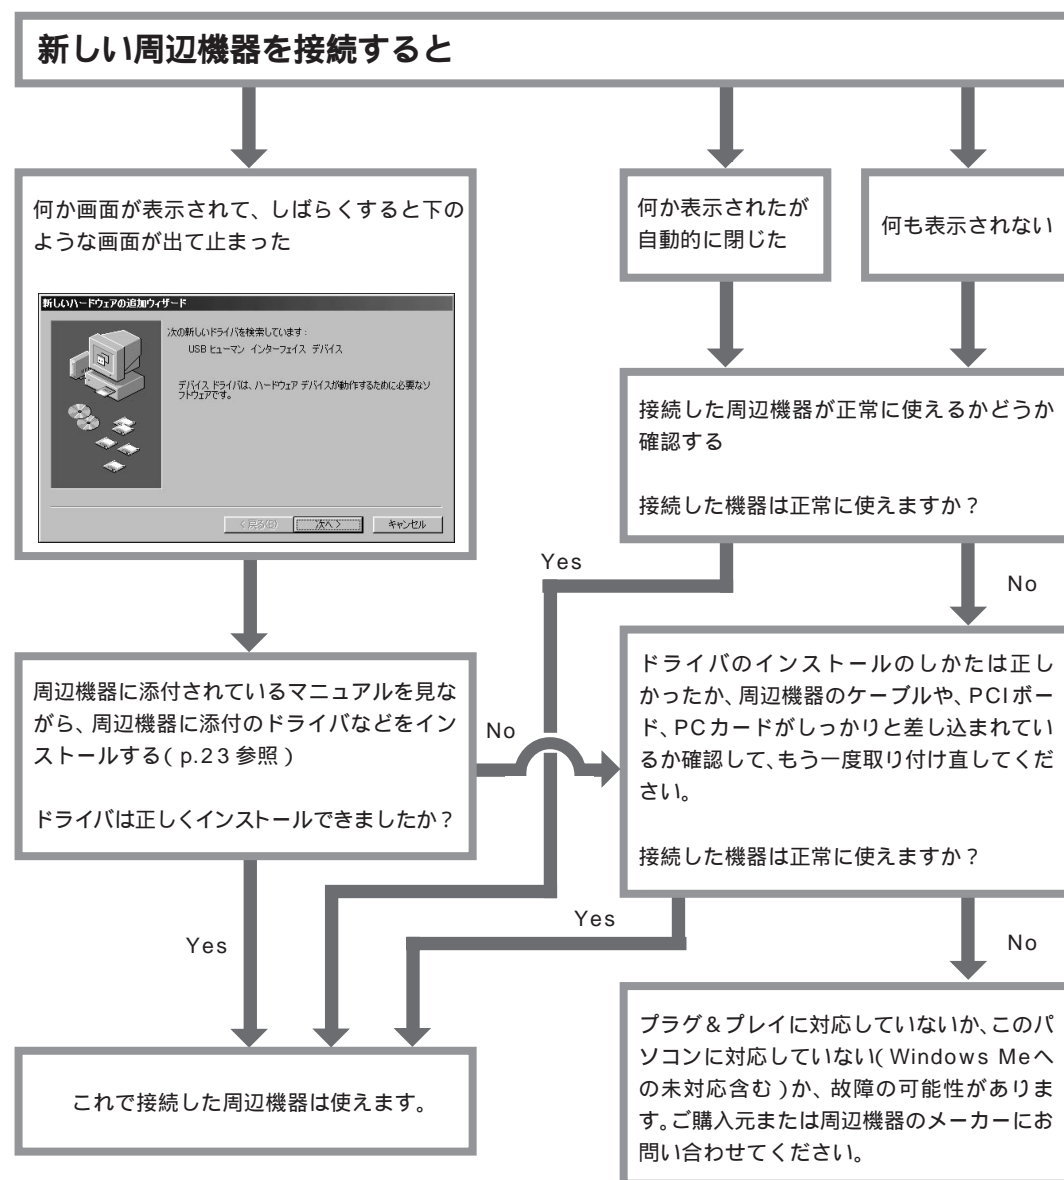 新しい周辺機器を接続すると
何か画面が表示されて、しばらくすると下の
ような画面が出て止まった
新しいハードウェアの追加ウィザード
次の新しいドライバを検索しています:
USB ヒューマン インターフェイス デバイス
デバイス ドライバは、ハードウェア デバイスが動作するために必要なソ
フトウェアです。
< 戻る(B)
次へ >
キャンセル
何か表示されたが
自動的に閉じた
何も表示されない
接続した周辺機器が正常に使えるかどうか
確認する
接続した機器は正常に使えますか?
Yes
No
周辺機器に添付されているマニュアルを見な
がら、周辺機器に添付のドライバなどをイン
ストールする(p.23 参照)
ドライバは正しくインストールできましたか?
No
ドライバのインストールのしかたは正し
かったか、周辺機器のケーブルや、PCIボー
ド、PCカードがしっかりと差し込まれてい
るか確認して、もう一度取り付け直してくだ
さい。
接続した機器は正常に使えますか?
Yes
Yes
No
これで接続した周辺機器は使えます。
プラグ&プレイに対応していないか、このパ
ソコンに対応していない(Windows Meへ
の未対応含む)か、故障の可能性がありま
す。ご購入元または周辺機器のメーカーにお
問い合わせてください。